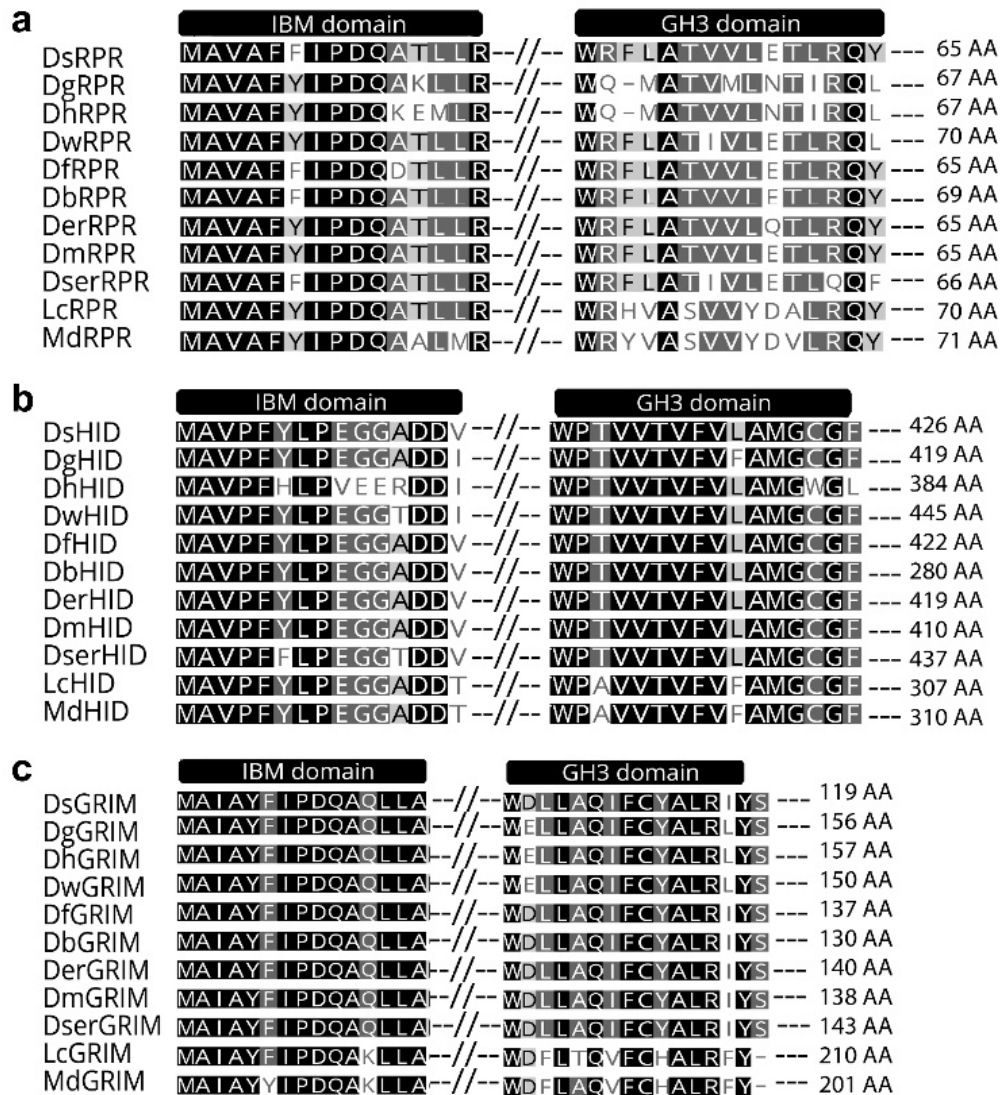 a
IBM domain GH3 domain
DsRPR MAVAFFIPDQATLLR--//--WRFLATVVLETLRQY --- 65 AA
DgRPR MAVAFYIPDQAKLLR--//--WQ-MATVMLNTIRQL --- 67 AA
DhRPR MAVAFYIPDQKEMLR--//--WQ-MATVVLNTIRQL --- 67 AA
DwRPR MAVAFYIPDQATLLR--//--WRFLATIVLETLRQL --- 70 AA
DfRPR MAVAFFIPDQDTLLR--//--WRFLATVVLETLRQY --- 65 AA
DbRPR MAVAFFIPDQATLLR--//--WRFLATVVLETLRQY --- 69 AA
DerRPR MAVAFYIPDQATLLR--//--WRFLATVVLQTLRQY --- 65 AA
DmRPR MAVAFYIPDQATLLR--//--WRFLATVVLETLRQY --- 65 AA
DserRPR MAVAFFIPDQATLLR--//--WRFLATIVLETLQQF --- 66 AA
LcRPR MAVAFYIPDQATLLR--//--WRHVASVVYDALRQY --- 70 AA
MdRPR MAVAFYIPDQAALMR--//--WRYVASVVYDVLRQY --- 71 AA
b
IBM domain GH3 domain
DsHID MAVPFYLPEGGADDV--//--WPTVVTVFVLAMGCGF --- 426 AA
DgHID MAVPFYLPEGGADDI--//--WPTVVTVFVFAMGCGF --- 419 AA
DhHID MAVPFHLPVEERDDI--//--WPTVVTVFVLAMGWGL --- 384 AA
DwHID MAVPFYLPEGGTDDI--//--WPTVVTVFVLAMGCGF --- 445 AA
DfHID MAVPFYLPEGGADDV--//--WPTVVTVFVLAMGCGF --- 422 AA
DbHID MAVPFYLPEGGADDV--//--WPTVVTVFVLAMGCGF --- 280 AA
DerHID MAVPFYLPEGGADDV--//--WPTVVTVFVLAMGCGF --- 419 AA
DmHID MAVPFYLPEGGADDV--//--WPTVVTVFVLAMGCGF --- 410 AA
DserHID MAVPFFLPEGGTDDV--//--WPTVVTVFVLAMGCGF --- 437 AA
LcHID MAVPFYLPEGGADDT--//--WPAVVTVFVFAMGCGF --- 307 AA
MdHID MAVPFYLPEGGADDT--//--WPAVVTVFVFAMGCGF --- 310 AA
c
IBM domain GH3 domain
DsGRIM MAIAYFIPDQAQLLA--//--WDLLAQIFCYALRIYS --- 119 AA
DgGRIM MAIAYFIPDQAQLLA--//--WELLAQIFCYALRLYS --- 156 AA
DhGRIM MAIAYFIPDQAQLLA--//--WELLAQIFCYALRLYS --- 157 AA
DwGRIM MAIAYFIPDQAQLLA--//--WELLAQIFCYALRLYS --- 150 AA
DfGRIM MAIAYFIPDQAQLLA--//--WDLLAQIFCYALRIYS --- 137 AA
DbGRIM MAIAYFIPDQAQLLA--//--WDLLAQIFCYALRIYS --- 130 AA
DerGRIM MAIAYFIPDQAQLLA--//--WDLLAQIFCYALRIYS --- 140 AA
DmGRIM MAIAYFIPDQAQLLA--//--WDLLAQIFCYALRIYS --- 138 AA
DserGRIM MAIAYFIPDQAQLLA--//--WDLLAQIFCYALRIYS --- 143 AA
LcGRIM MAIAYFIPDQAKLLA--//--WDFLTQVFCHALRFY- --- 210 AA
MdGRIM MAIAYYIPDQAKLLA--//--WDFLAQVFCHALRFY- --- 201 AA